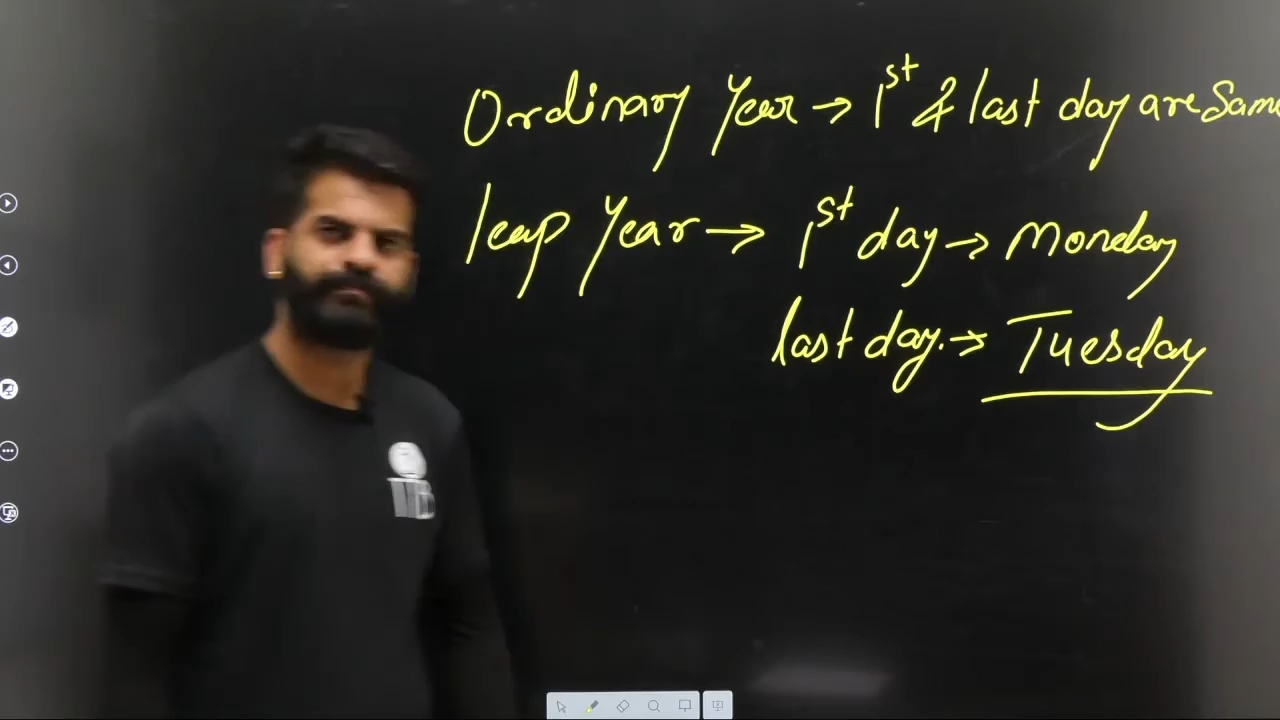 Ordinary Year → 1st & last day are Same
leap Year → 1st day → Monday
last day. → Tuesday